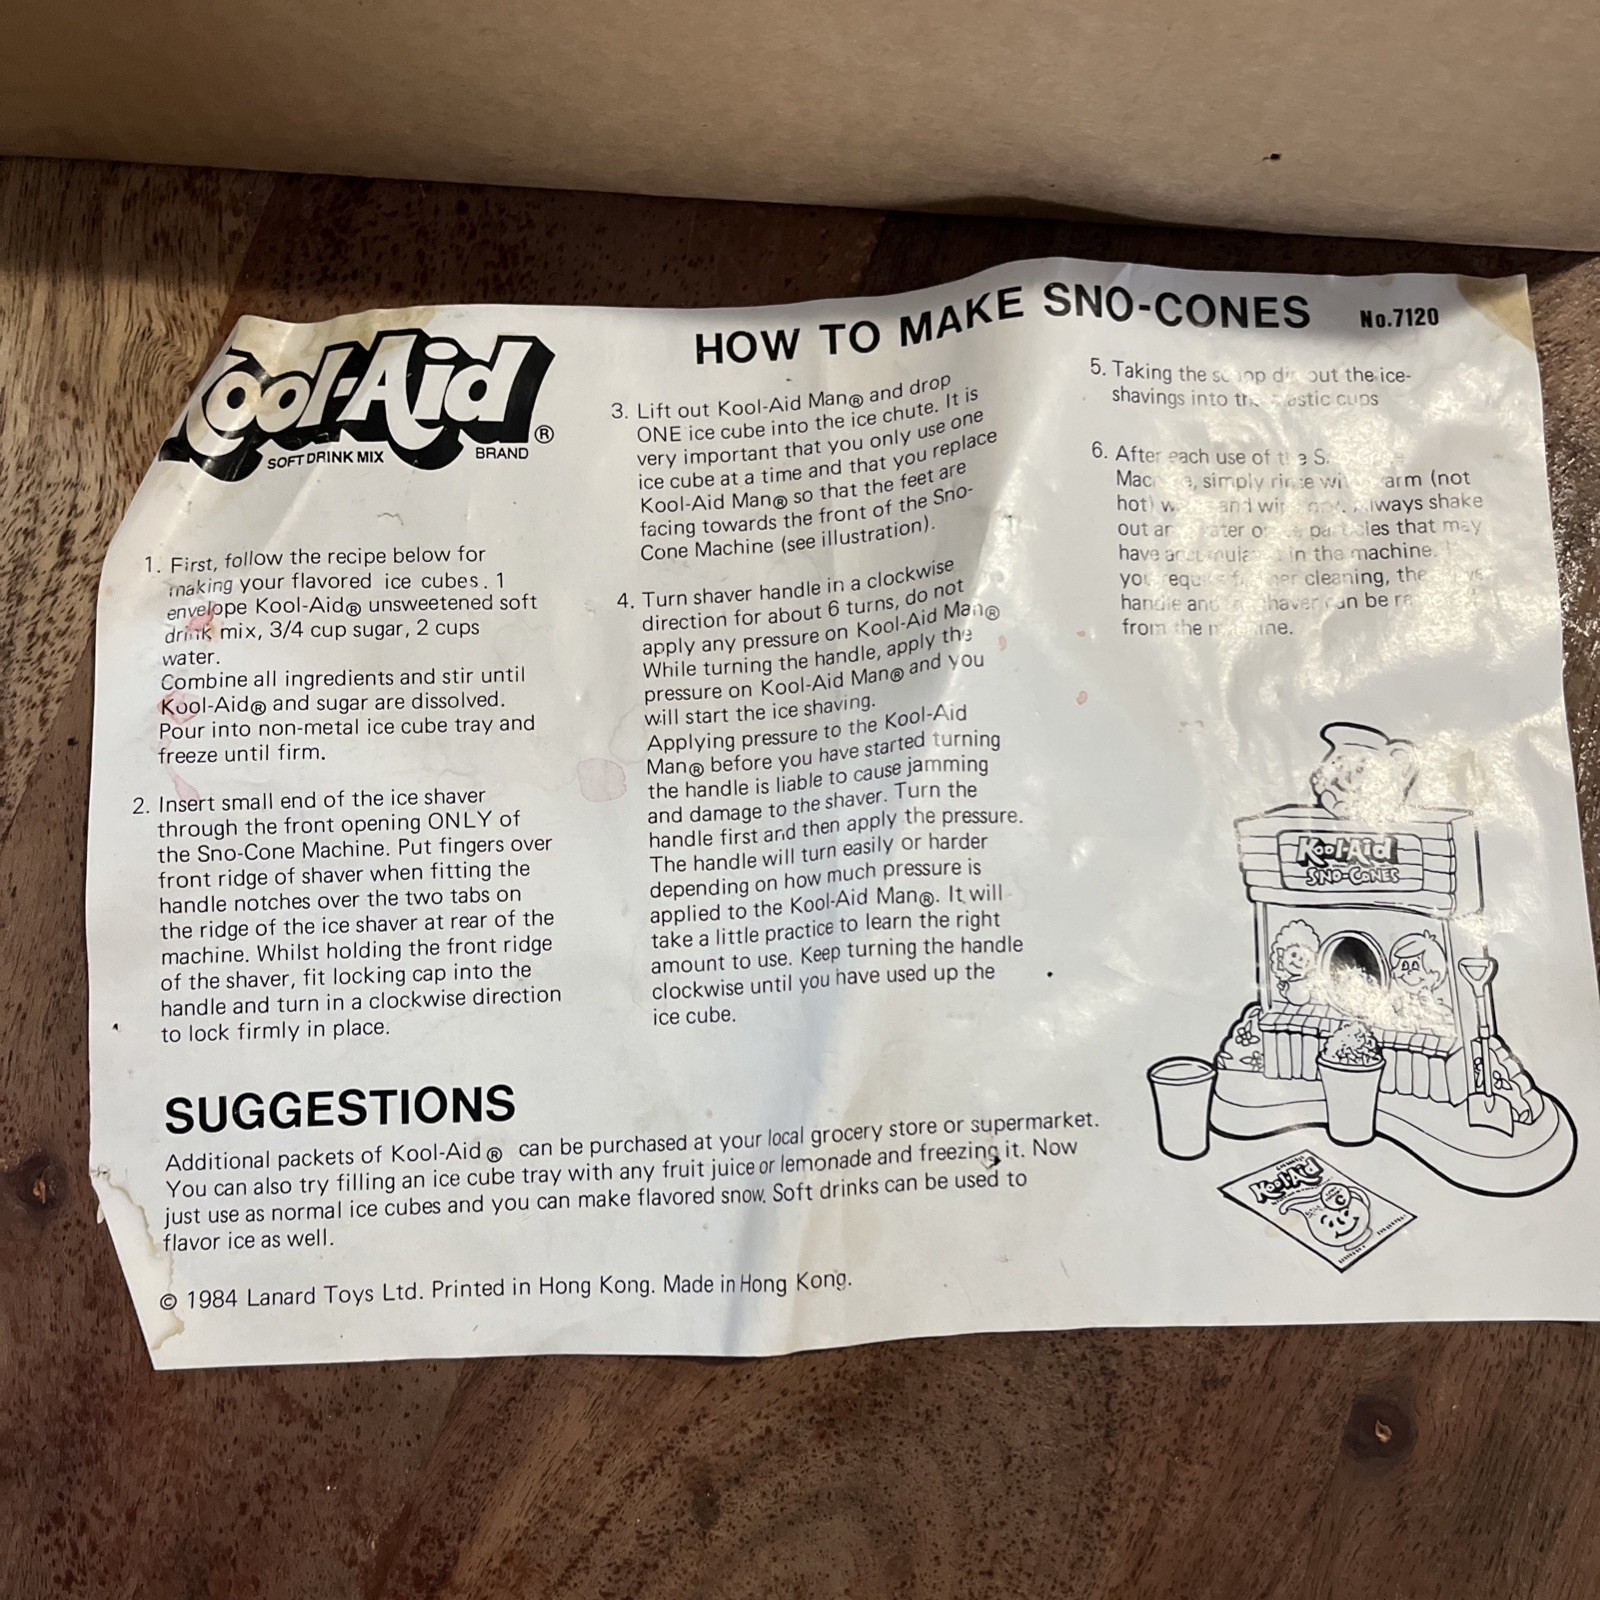 Kool-Aid®
SOFT DRINK MIX BRAND
HOW TO MAKE SNO-CONES No.7120
1. First, follow the recipe below for
making your flavored ice cubes. 1
envelope Kool-Aid® unsweetened soft
drink mix, 3/4 cup sugar, 2 cups
water.
Combine all ingredients and stir until
Kool-Aid® and sugar are dissolved.
Pour into non-metal ice cube tray and
freeze until firm.
2. Insert small end of the ice shaver
through the front opening ONLY of
the Sno-Cone Machine. Put fingers over
front ridge of shaver when fitting the
handle notches over the two tabs on
the ridge of the ice shaver at rear of the
machine. Whilst holding the front ridge
of the shaver, fit locking cap into the
handle and turn in a clockwise direction
to lock firmly in place.
3. Lift out Kool-Aid Man® and drop
ONE ice cube into the ice chute. It is
very important that you only use one
ice cube at a time and that you replace
Kool-Aid Man® so that the feet are
facing towards the front of the Sno-
Cone Machine (see illustration).
4. Turn shaver handle in a clockwise
direction for about 6 turns, do not
apply any pressure on Kool-Aid Man®
While turning the handle, apply the
pressure on Kool-Aid Man® and you
will start the ice shaving.
Applying pressure to the Kool-Aid
Man® before you have started turning
the handle is liable to cause jamming
and damage to the shaver. Turn the
handle first and then apply the pressure.
The handle will turn easily or harder
depending on how much pressure is
applied to the Kool-Aid Man®. It will
take a little practice to learn the right
amount to use. Keep turning the handle
clockwise until you have used up the
ice cube.
5. Taking the scoop dig out the ice-
shavings into the plastic cups
6. After each use of the
simply rinse warm (not
hot) and always shake
out or particles that may
have accumulated in the machine.
you require further cleaning, the
handle and shaver can be
from the machine.
Kool-Aid
SNO-CONES
Kool-Aid
SUGGESTIONS
Additional packets of Kool-Aid® can be purchased at your local grocery store or supermarket.
You can also try filling an ice cube tray with any fruit juice or lemonade and freezing it. Now
just use as normal ice cubes and you can make flavored snow. Soft drinks can be used to
flavor ice as well.
© 1984 Lanard Toys Ltd. Printed in Hong Kong. Made in Hong Kong.